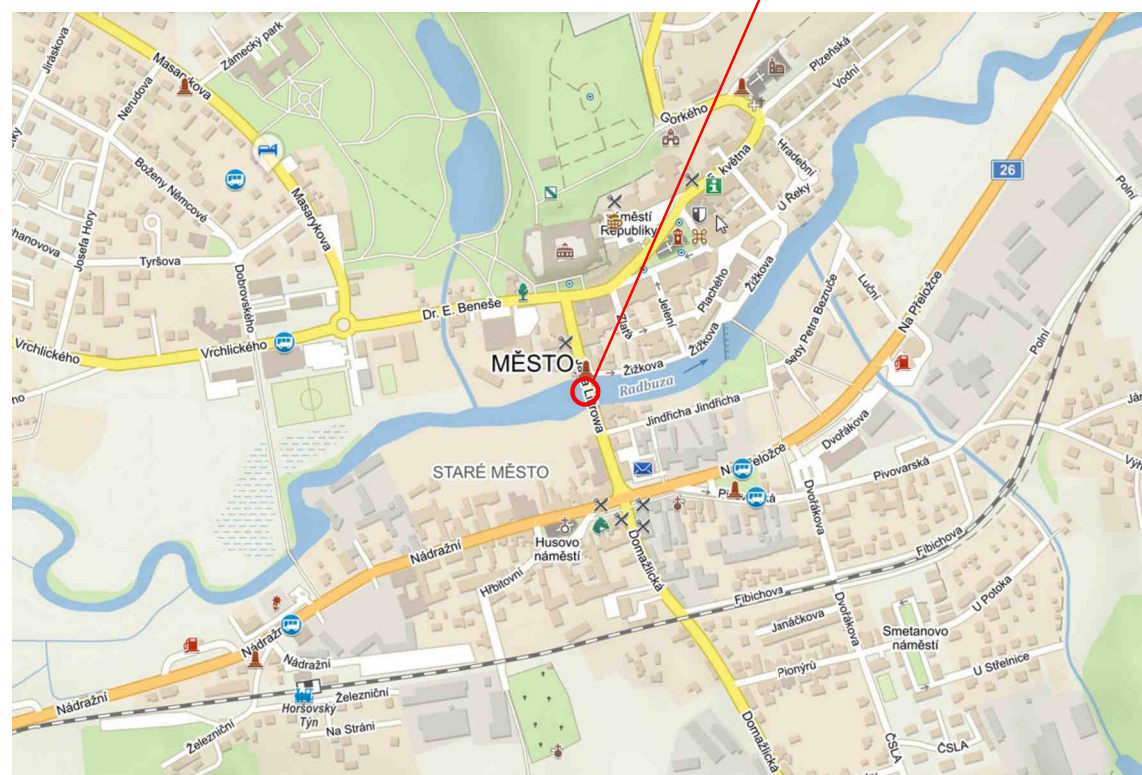 Jiráskova
Masarykova
Zámecký park
Nerudova
Boženy Němcové
Masarykova
Josefa Hory
Tyršova
Dobrovského
Vrchlického
Vrchlického
Dr. E. Beneše
Gorkého
Plzeňská
Vodní
Hradební
U Řeky
května
Republiky
26
Polní
Polní
Na Přeložce
Luční
sady Petra Bezruče
Plachého
Žižkova
Jelení
Zlatá
Žižkova
Žižkova
MĚSTO
Radbuza
Jindřicha Jindřicha
Dvořákova
STARÉ MĚSTO
Pivovarská
Dvořákova
Husovo
náměstí
Nádražní
Hřbitovní
Domažlická
Fibichova
Fibichova
Janáčkova
Dvořákova
U Potoka
Smetanovo
náměstí
Pionýrů
U Střelnice
Nádražní
Nádražní
Železniční
Horšovský
Týn
Na Stráni
Železniční
Domažlická
ČSLA
ČSLA